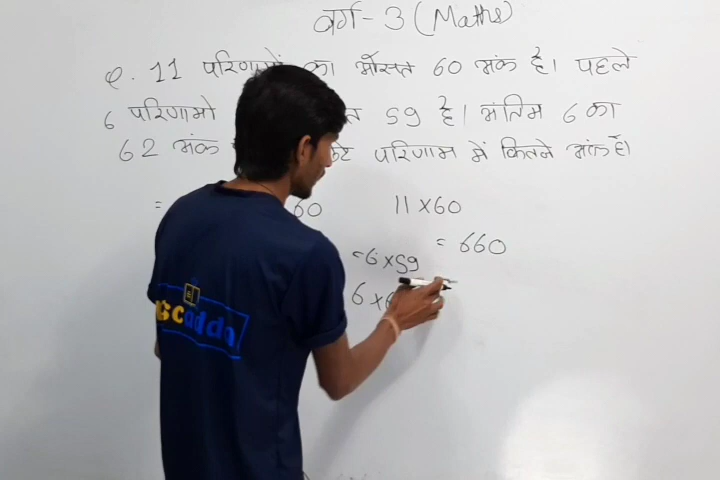 वर्ग-3 (Maths)
Q. 11 परिणामों का औसत 60 अंक है। पहले
6 परिणामो 59 है। अंतिम 6 का
62 अंक परिणाम में कितने अंक है।
= 60 11×60
= 660
=6×59
6×